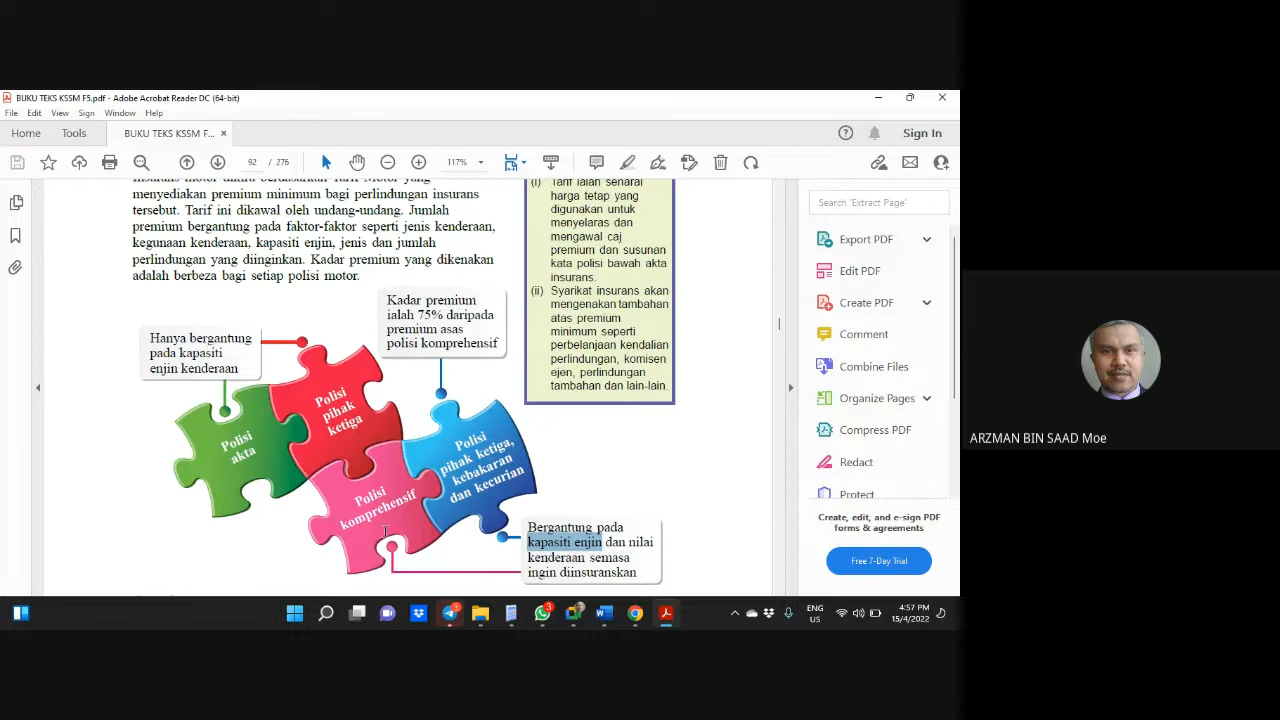 BUKU TEKS KSSM F5.pdf - Adobe Acrobat Reader DC (64-bit)
File Edit View Sign Window Help
Home Tools BUKU TEKS KSSM F... × Sign In
92 / 276 117%
menyediakan premium minimum bagi perlindungan insurans
tersebut. Tarif ini dikawal oleh undang-undang. Jumlah
premium bergantung pada faktor-faktor seperti jenis kenderaan,
kegunaan kenderaan, kapasiti enjin, jenis dan jumlah
perlindungan yang diinginkan. Kadar premium yang dikenakan
adalah berbeza bagi setiap polisi motor.
(i) Tarif ialah senarai
harga tetap yang
digunakan untuk
menyelaras dan
mengawal caj
premium dan susunan
kata polisi bawah akta
insurans.
(ii) Syarikat insurans akan
mengenakan tambahan
atas premium
minimum seperti
perbelanjaan kendalian
perlindungan, komisen
ejen, perlindungan
tambahan dan lain-lain.
Kadar premium
ialah 75% daripada
premium asas
polisi komprehensif
Hanya bergantung
pada kapasiti
enjin kenderaan
Polisi
akta
Polisi
pihak
ketiga
Polisi
komprehensif
Polisi
pihak ketiga,
kebakaran
dan kecurian
Bergantung pada
kapasiti enjin dan nilai
kenderaan semasa
ingin diinsuranskan
Search 'Extract Page'
Export PDF
Edit PDF
Create PDF
Comment
Combine Files
Organize Pages
Compress PDF
Redact
Protect
Create, edit, and e-sign PDF
forms & agreements
Free 7-Day Trial
ARZMAN BIN SAAD Moe
3
3
ENG
US
4:57 PM
15/4/2022